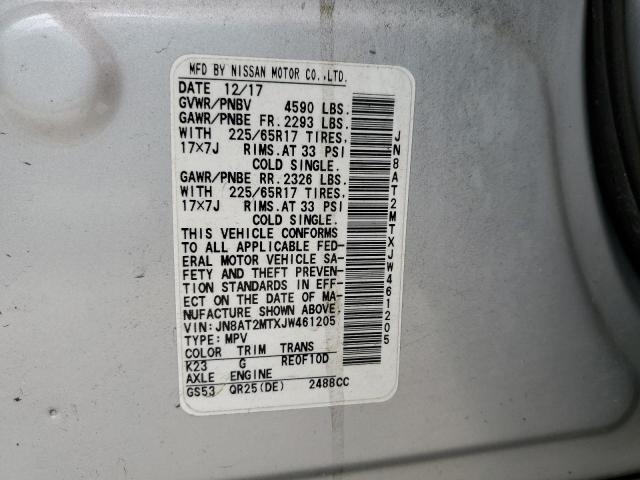 MFD BY NISSAN MOTOR CO.,LTD.
DATE 12/17
GVWR/PNBV 4590 LBS.
GAWR/PNBE FR. 2293 LBS.
WITH 225/65R17 TIRES,
17×7J RIMS. AT 33 PSI
COLD SINGLE.
GAWR/PNBE RR. 2326 LBS.
WITH 225/65R17 TIRES,
17×7J RIMS. AT 33 PSI
COLD SINGLE.
THIS VEHICLE CONFORMS
TO ALL APPLICABLE FED-
ERAL MOTOR VEHICLE SA-
FETY AND THEFT PREVEN-
TION STANDARDS IN EFF-
ECT ON THE DATE OF MA-
NUFACTURE SHOWN ABOVE.
VIN: JN8AT2MTXJW461205
TYPE: MPV
COLOR TRIM TRANS
K23 G RE0F10D
AXLE ENGINE
GS53 QR25(DE) 2488CC
JN8AT2MTXJW461205